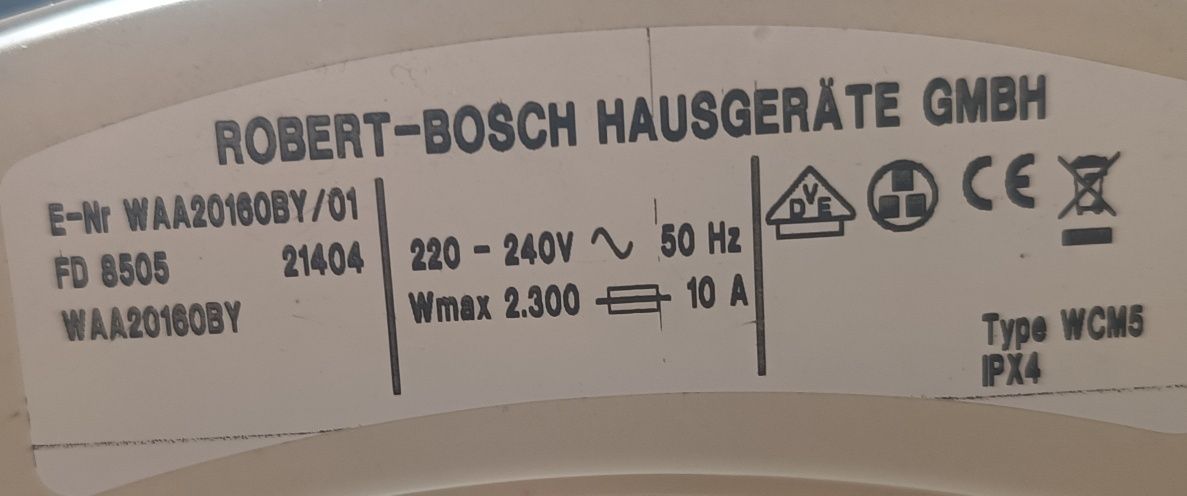 ROBERT-BOSCH HAUSGERÄTE GMBH
E-Nr WAA20160BY/01
FD 8505 21404
WAA20160BY
220 - 240V ∿ 50 Hz
Wmax 2.300 10 A
VDE
CE
Type WCM5
IPX4